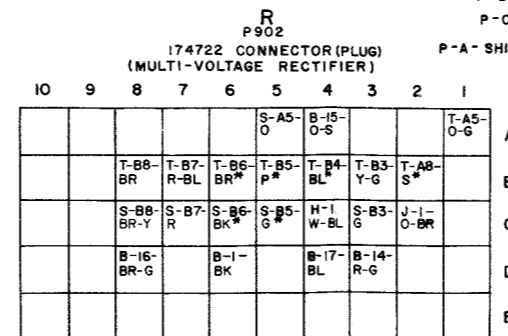 R
P902
174722 CONNECTOR (PLUG)
(MULTI-VOLTAGE RECTIFIER)
P-A- SHI
10 9 8 7 6 5 4 3 2 1
S-A5- B-15- T-A5-
O O-S O-G
T-B8- T-B7- T-B6- T-B5- T-B4- T-B3- T-A8-
BR R-BL BR* P* BL* Y-G S*
S-B8- S-B7- S-B6- S-B5- H-1 S-B3- J-1-
BR-Y R BK* G* W-BL G O-BR
B-16- B-1- B-17- B-14-
BR-G BK BL R-G